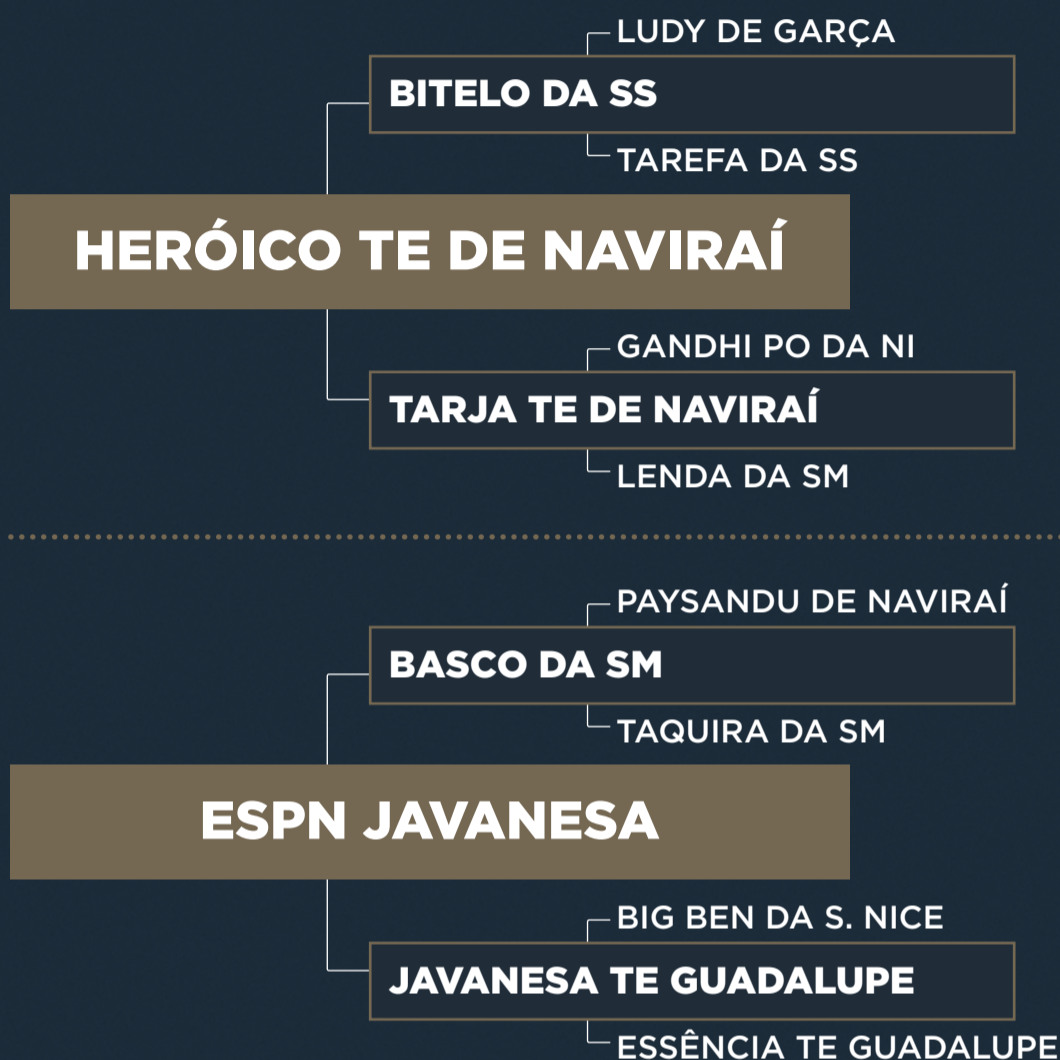 LUDY DE GARÇA
BITELO DA SS
TAREFA DA SS
HERÓICO TE DE NAVIRAÍ
GANDHI PO DA NI
TARJA TE DE NAVIRAÍ
LENDA DA SM
PAYSANDU DE NAVIRAÍ
BASCO DA SM
TAQUIRA DA SM
ESPN JAVANESA
BIG BEN DA S. NICE
JAVANESA TE GUADALUPE
ESSÊNCIA TE GUADALUPE